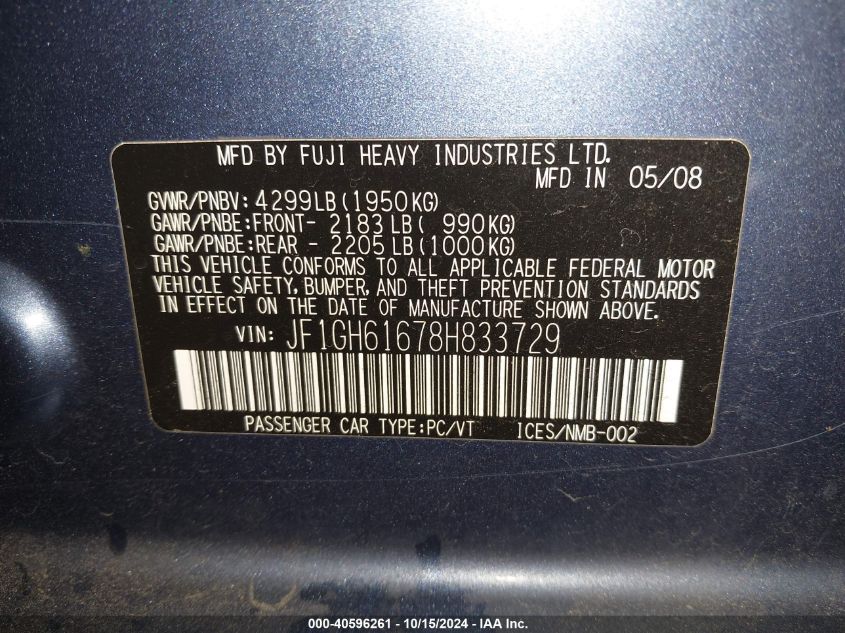 MFD BY FUJI HEAVY INDUSTRIES LTD.
MFD IN 05/08
GVWR/PNBV: 4299LB(1950KG)
GAWR/PNBE:FRONT- 2183LB( 990KG)
GAWR/PNBE:REAR - 2205LB(1000KG)
THIS VEHICLE CONFORMS TO ALL APPLICABLE FEDERAL MOTOR
VEHICLE SAFETY, BUMPER, AND THEFT PREVENTION STANDARDS
IN EFFECT ON THE DATE OF MANUFACTURE SHOWN ABOVE.
VIN: JF1GH61678H833729
PASSENGER CAR TYPE:PC/VT ICES/NMB-002
000-40596261 - 10/15/2024 - IAA Inc.